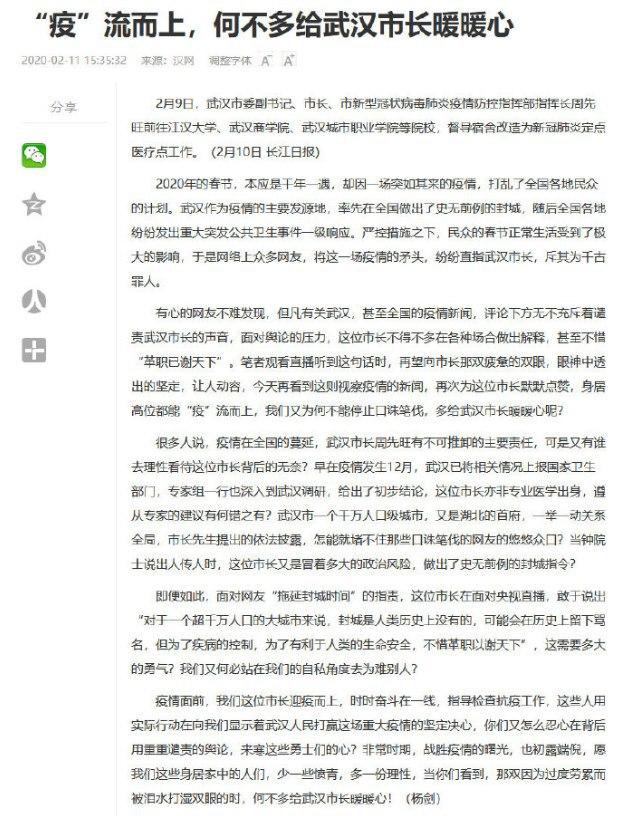 “疫”流而上，何不多给武汉市长暖暖心
2020-02-11 15:35:32 来源：汉网 调整字体 A- A+
分享
2月9日，武汉市委副书记、市长、市新型冠状病毒肺炎疫情防控指挥部指挥长周先
旺前往江汉大学、武汉商学院、武汉城市职业学院等院校，督导宿舍改造为新冠肺炎定点
医疗点工作。（2月10日 长江日报）
2020年的春节，本应是千年一遇，却因一场突如其来的疫情，打乱了全国各地民众
的计划。武汉作为疫情的主要发源地，率先在全国做出了史无前例的封城，随后全国各地
纷纷发出重大突发公共卫生事件一级响应。严控措施之下，民众的春节正常生活受到了极
大的影响，于是网络上众多网友，将这一场疫情的矛头，纷纷直指武汉市长，斥其为千古
罪人。
有心的网友不难发现，但凡有关武汉，甚至全国的疫情新闻，评论下方无不充斥着谴
责武汉市长的声音，面对舆论的压力，这位市长不得不多在各种场合做出解释，甚至不惜
“革职已谢天下”。笔者观看直播听到这句话时，再望向市长那双疲惫的双眼，眼神中透
出的坚定，让人动容，今天再看到这则视察疫情的新闻，再次为这位市长默默点赞，身居
高位都能“疫”流而上，我们又为何不能停止口诛笔伐，多给武汉市长暖暖心呢？
很多人说，疫情在全国的蔓延，武汉市长周先旺有不可推卸的主要责任，可是又有谁
去理性看待这位市长背后的无奈？早在疫情发生12月，武汉已将相关情况上报国家卫生
部门，专家组一行也深入到武汉调研，给出了初步结论，这位市长亦非专业医学出身，遵
从专家的建议有何错之有？武汉市一个千万人口级城市，又是湖北的首府，一举一动关系
全局，市长先生提出的依法披露，怎能就堵不住那些口诛笔伐的网友的悠悠众口？当钟院
士说出人传人时，这位市长又是冒着多大的政治风险，做出了史无前例的封城指令？
即便如此，面对网友“拖延封城时间”的指责，这位市长在面对央视直播，敢于说出
“对于一个超千万人口的大城市来说，封城是人类历史上没有的，可能会在历史上留下骂
名，但为了疾病的控制，为了有利于人类的生命安全，不惜革职以谢天下”，这需要多大
的勇气？我们又何必站在我们的自私角度去为难别人？
疫情面前，我们这位市长迎疫而上，时时奋斗在一线，指导检查抗疫工作，这些人用
实际行动在向我们显示着武汉人民打赢这场重大疫情的坚定决心，你们又怎么忍心在背后
用重重谴责的舆论，来寒这些勇士们的心？非常时期，战胜疫情的曙光，也初露端倪，愿
我们这些身居家中的人们，少一些愤青，多一份理性，当你们看到，那双因为过度劳累而
被泪水打湿双眼的时，何不多给武汉市长暖暖心！（杨剑）